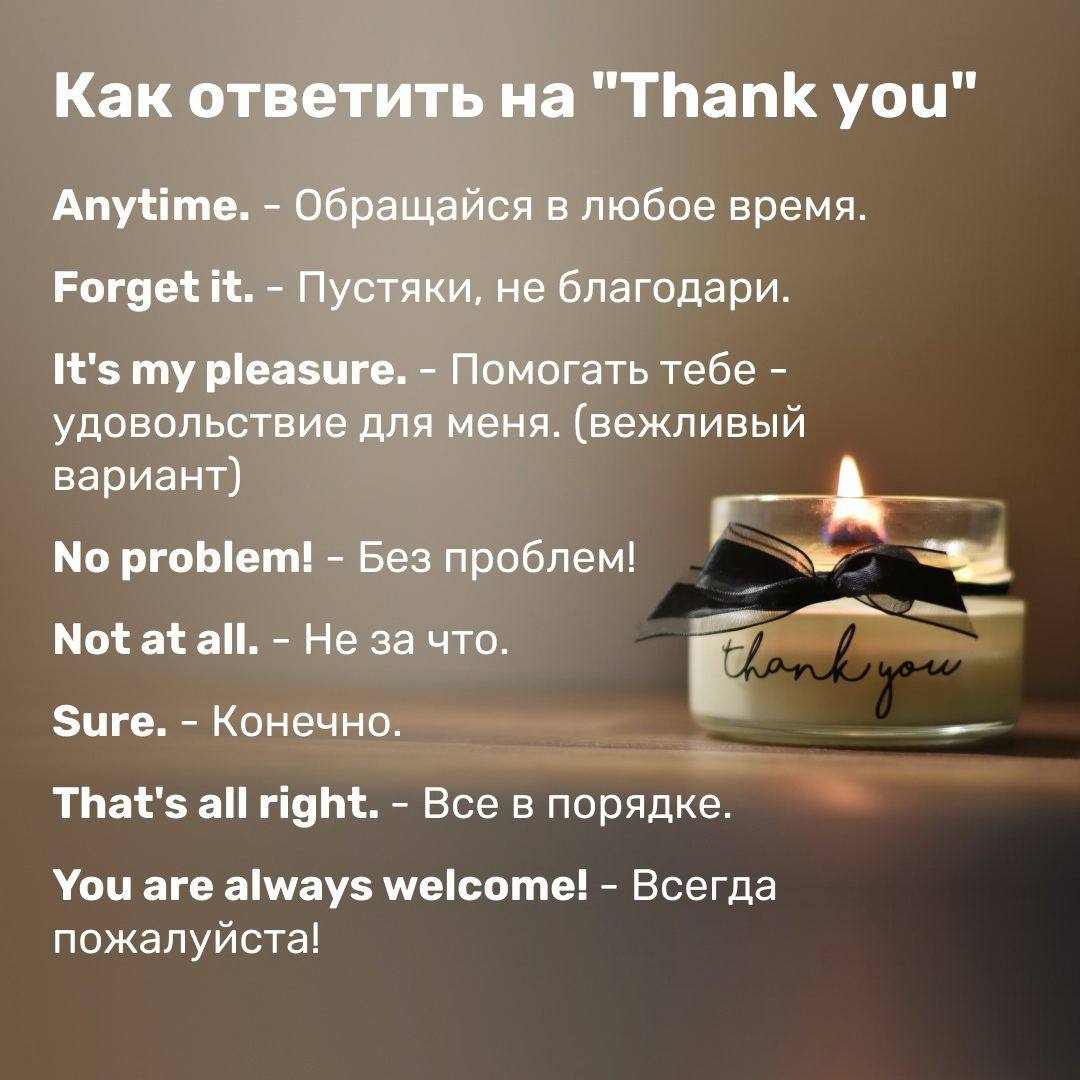 Как ответить на "Thank you"
Anytime. - Обращайся в любое время.
Forget it. - Пустяки, не благодари.
It's my pleasure. - Помогать тебе -
удовольствие для меня. (вежливый
вариант)
No problem! - Без проблем!
Not at all. - Не за что.
thank you
Sure. - Конечно.
That's all right. - Все в порядке.
You are always welcome! - Всегда
пожалуйста!